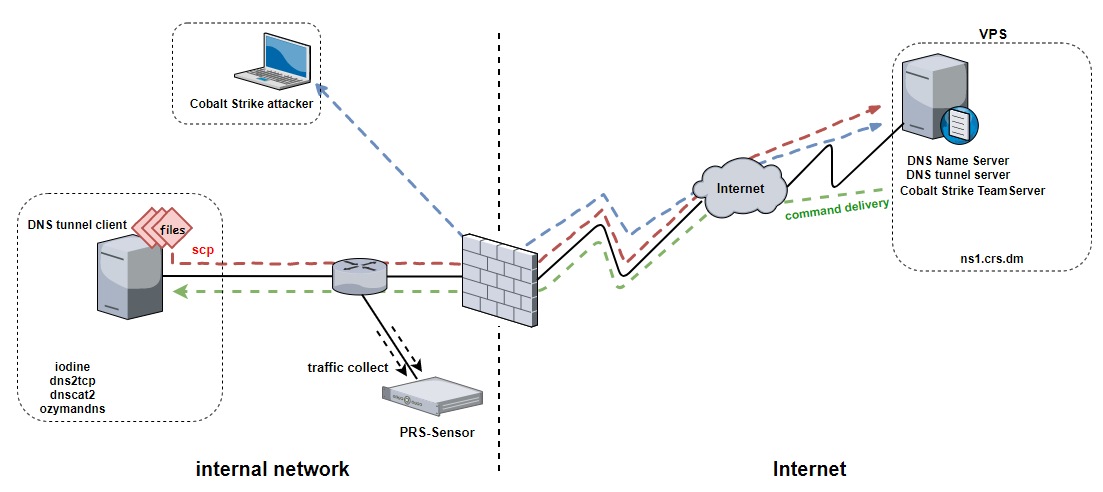 VPS
Cobalt Strike attacker
DNS Name Server
DNS tunnel server
Cobalt Strike TeamServer
Internet
command delivery
DNS tunnel client
files
scp
ns1.crs.dm
iodine
dns2tcp
dnscat2
ozymandns
traffic collect
PRS-Sensor
internal network
Internet